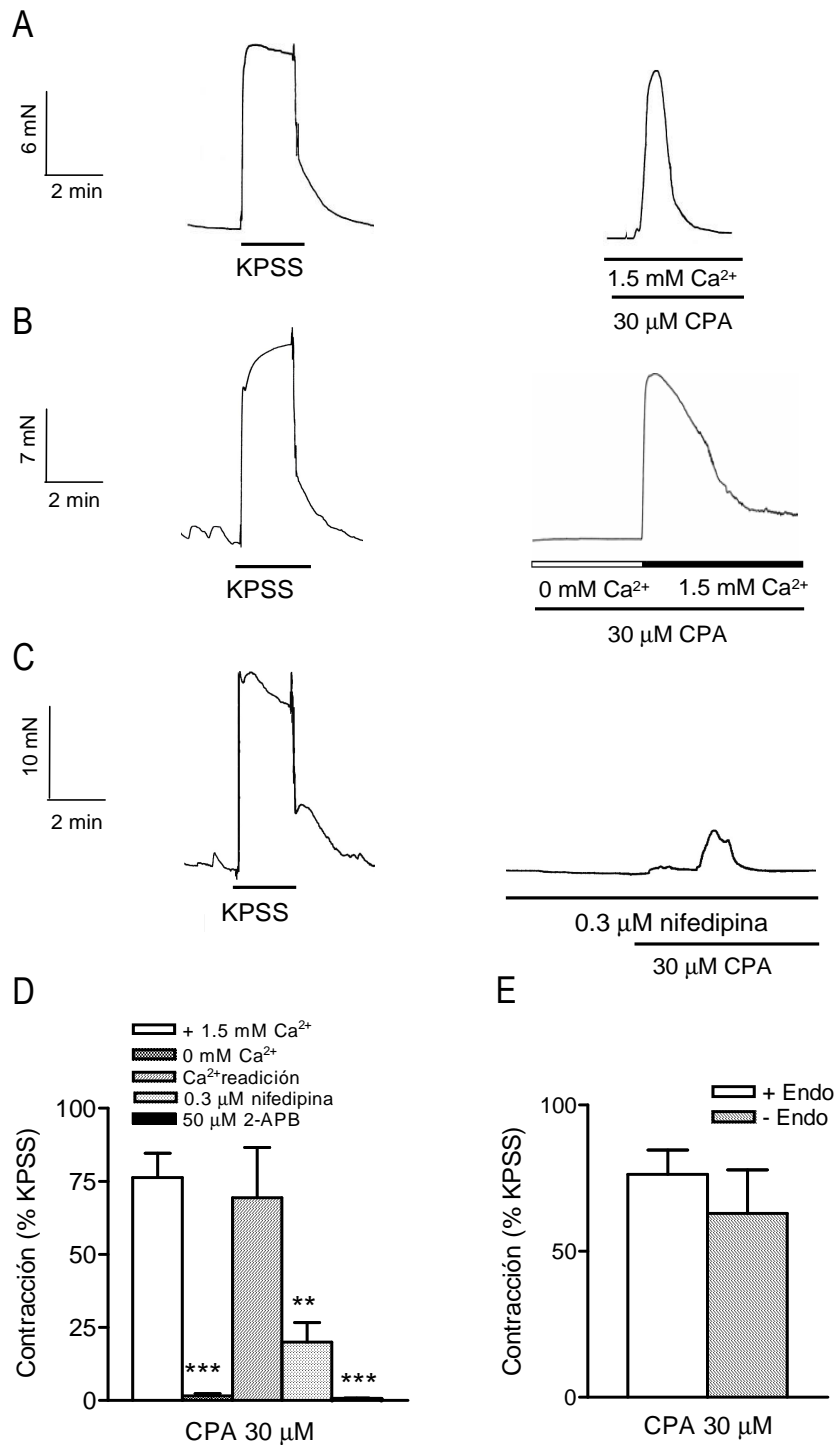 A
6 mN
2 min
KPSS
1.5 mM Ca²⁺
30 μM CPA
B
7 mN
2 min
KPSS
0 mM Ca²⁺ 1.5 mM Ca²⁺
30 μM CPA
C
10 mN
2 min
KPSS
0.3 μM nifedipina
30 μM CPA
D
+ 1.5 mM Ca²⁺
0 mM Ca²⁺
Ca²⁺readición
0.3 μM nifedipina
50 μM 2-APB
Contracción (% KPSS)
100
75
50
25
0
***
**
***
CPA 30 μM
E
+ Endo
- Endo
Contracción (% KPSS)
100
50
0
CPA 30 μM